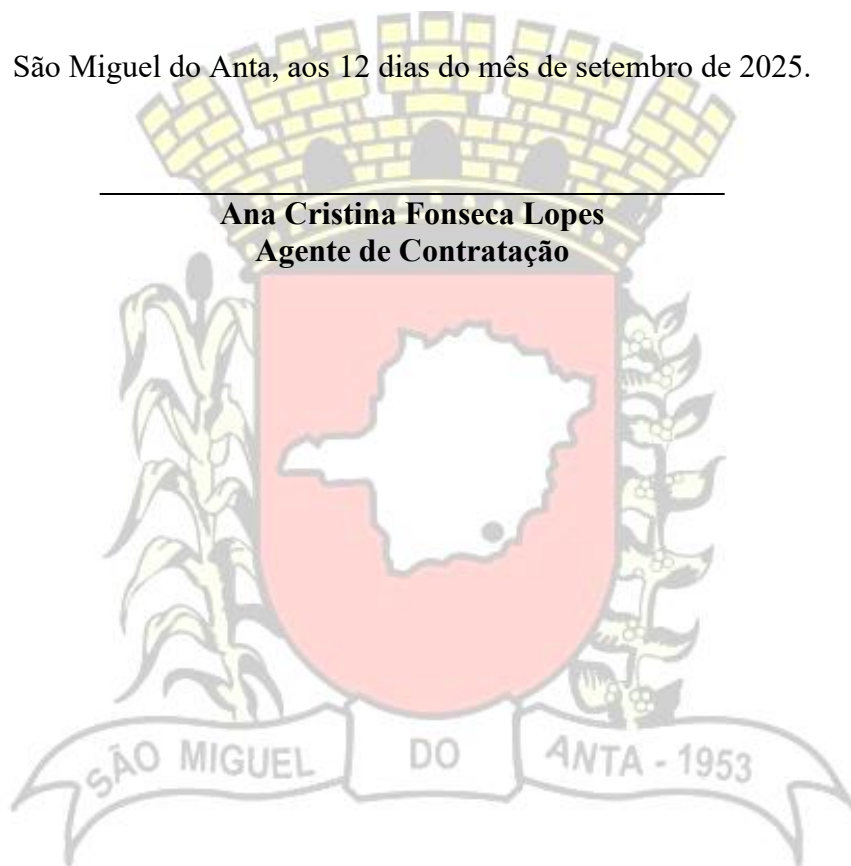 São Miguel do Anta, aos 12 dias do mês de setembro de 2025.
Ana Cristina Fonseca Lopes
Agente de Contratação
SÃO MIGUEL DO ANTA - 1953